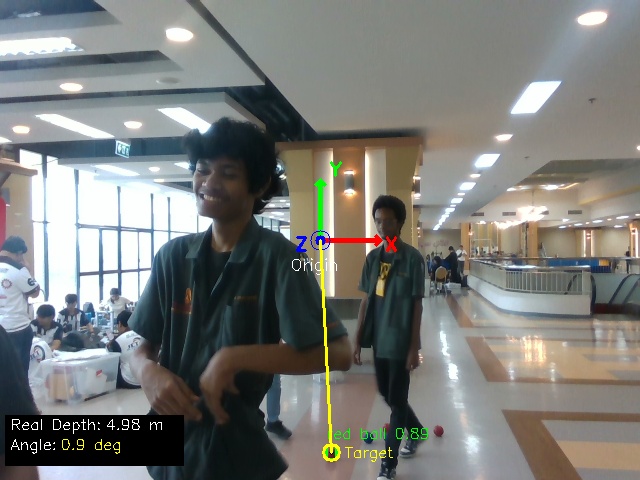 Y
Z
X
Origin
ed ball 0.89
Target
Real Depth: 4.98 m
Angle: 0.9 deg